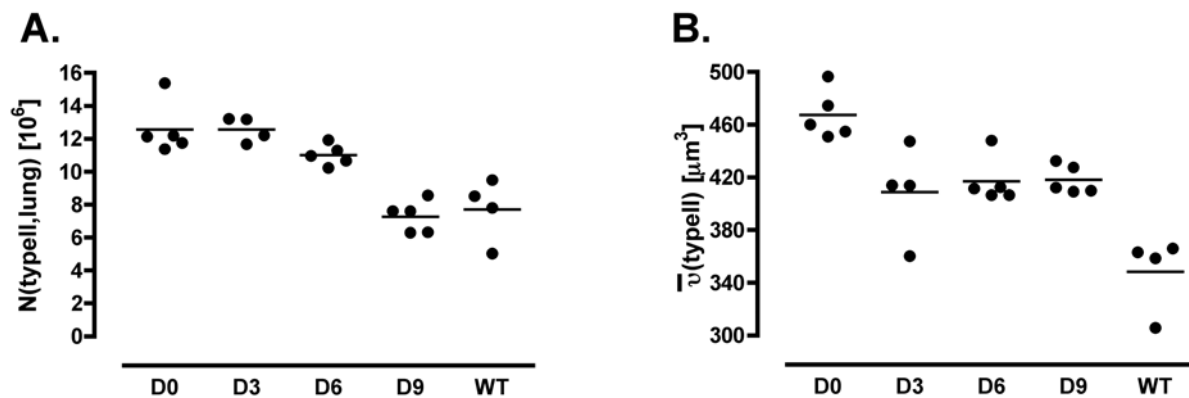 A.
N(typeII,lung) [10⁶]
16
14
12
10
8
6
4
2
0
D0 D3 D6 D9 WT
B.
ῡ(typeII) [μm³]
500
460
420
380
340
300
D0 D3 D6 D9 WT